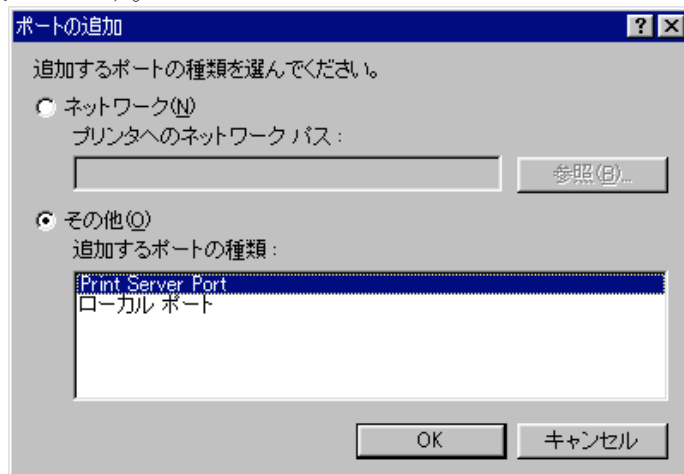 ポートの追加
追加するポートの種類を選んでください。
ネットワーク(N)
プリンタへのネットワーク パス:
参照(B)...
その他(O)
追加するポートの種類:
Print Server Port
ローカル ポート
OK
キャンセル